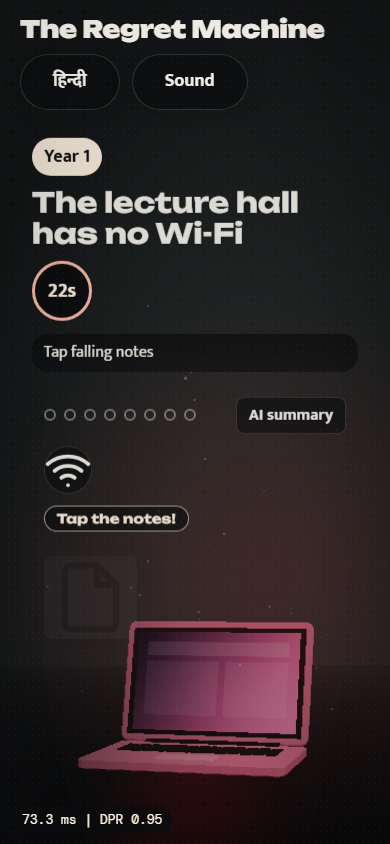 The Regret Machine
हिन्दी
Sound
Year 1
The lecture hall
has no Wi-Fi
22s
Tap falling notes
AI summary
Tap the notes!
73.3 ms | DPR 0.95